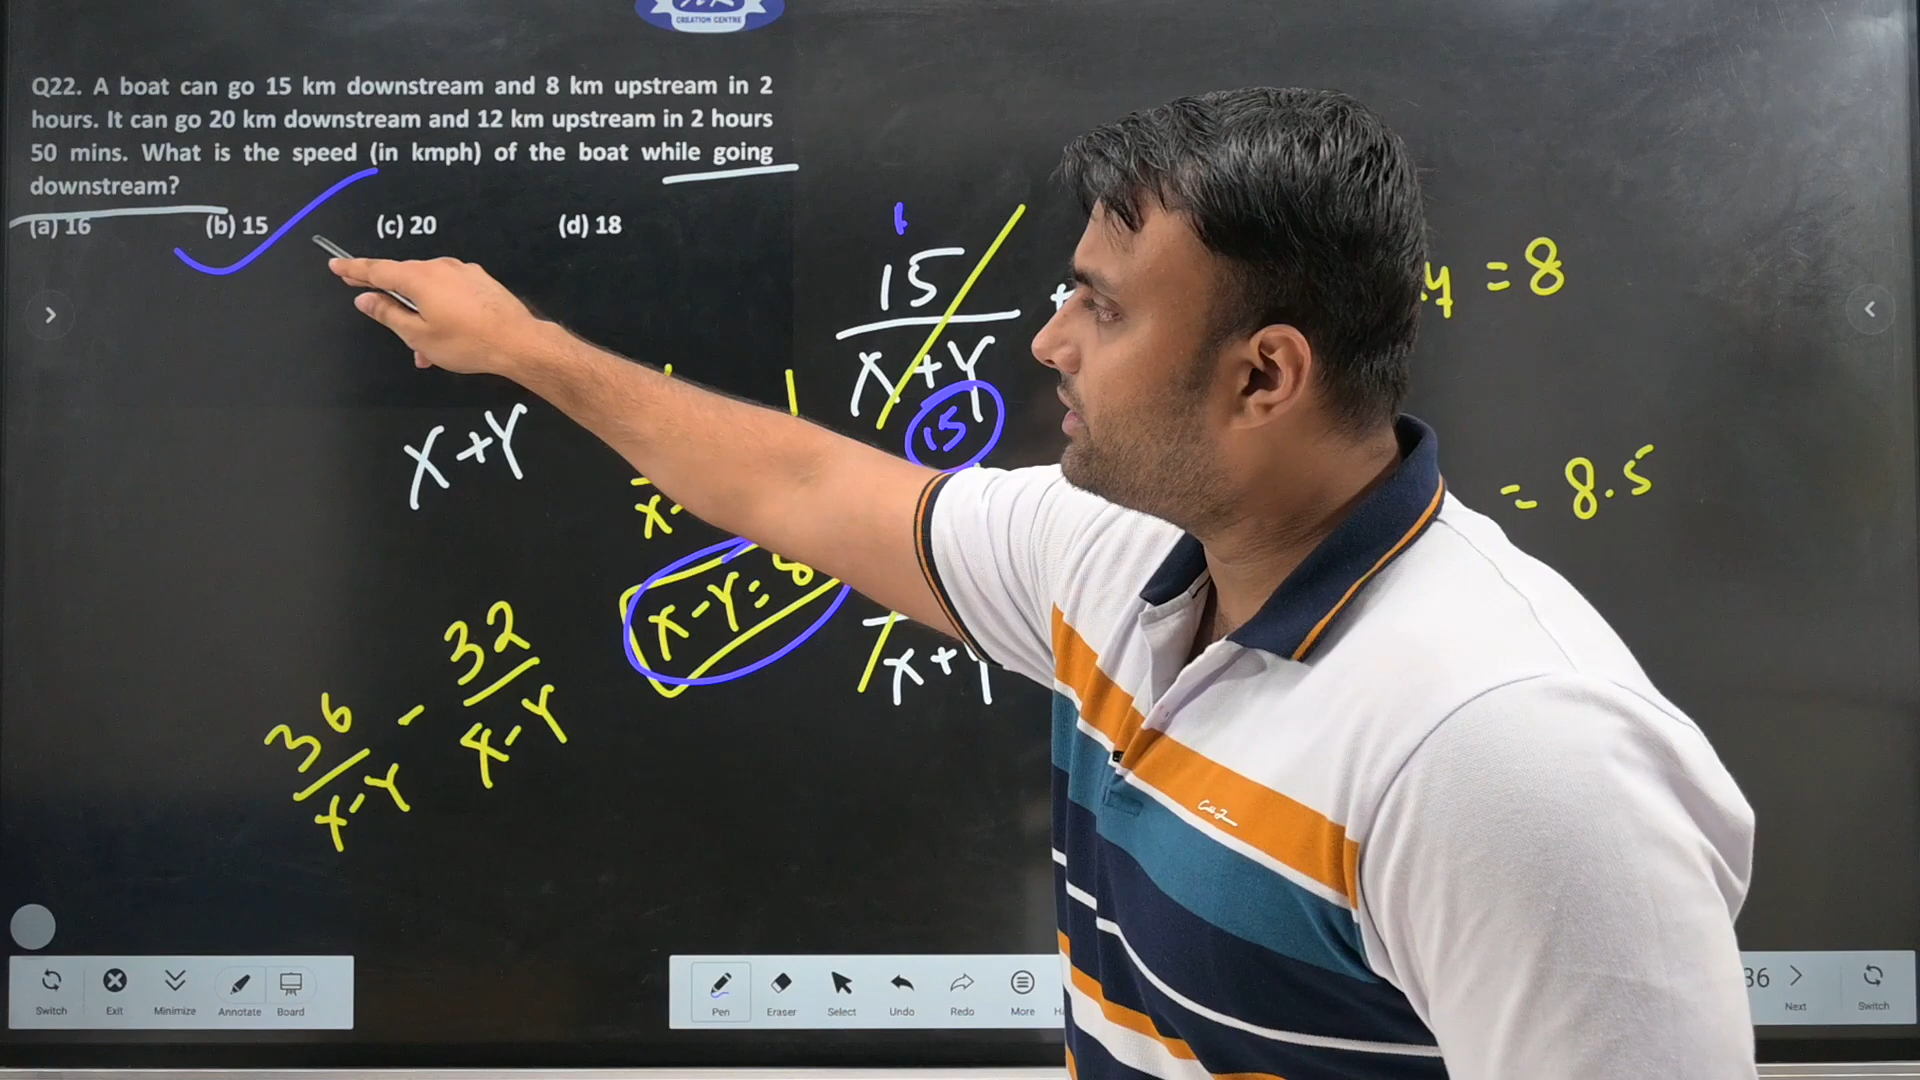 CREATION CENTRE
Q22. A boat can go 15 km downstream and 8 km upstream in 2
hours. It can go 20 km downstream and 12 km upstream in 2 hours
50 mins. What is the speed (in kmph) of the boat while going
downstream?
(a) 16 (b) 15 (c) 20 (d) 18
15
X+Y
15
y = 8
= 8.5
X+Y
x-
x-y=8
x+y
36
x-y
-
32
x-y
Switch Exit Minimize Annotate Board
Pen Eraser Select Undo Redo More
36 Next Switch